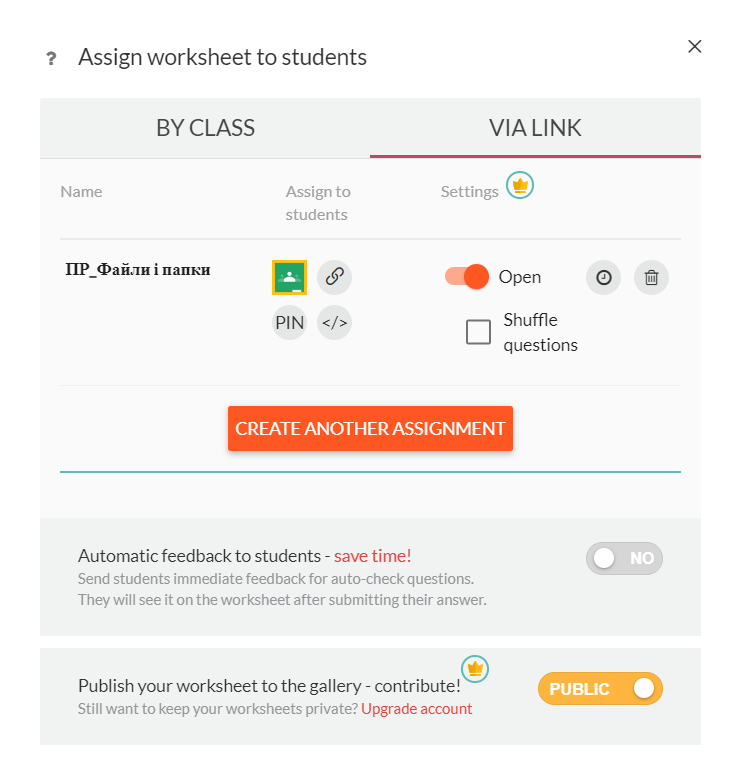 ? Assign worksheet to students
BY CLASS
VIA LINK
Name
Assign to
students
Settings
ПР_Файли і папки
Open
PIN
</>
Shuffle
questions
CREATE ANOTHER ASSIGNMENT
Automatic feedback to students - save time!
NO
Send students immediate feedback for auto-check questions.
They will see it on the worksheet after submitting their answer.
Publish your worksheet to the gallery - contribute!
PUBLIC
Still want to keep your worksheets private? Upgrade account